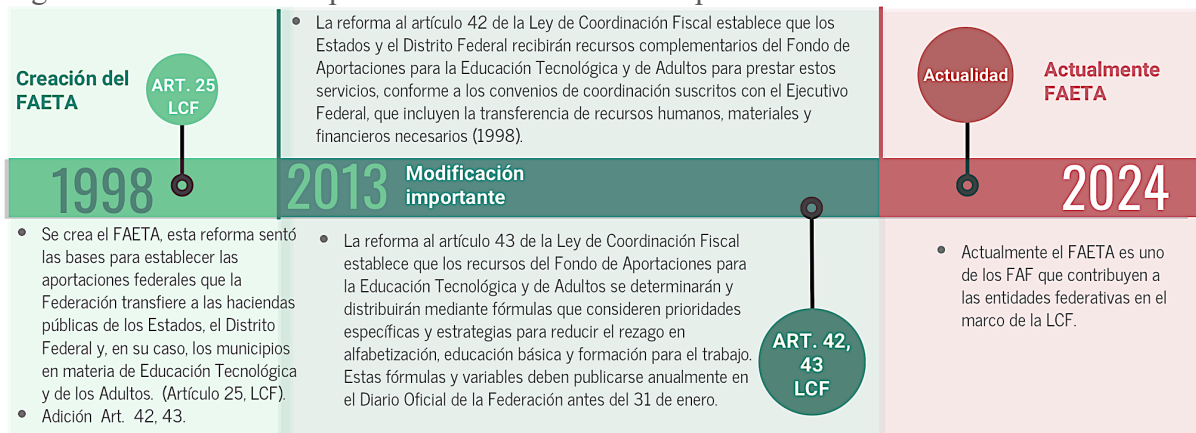 Creación del
FAETA
ART. 25
LCF
1998
• Se crea el FAETA, esta reforma sentó
las bases para establecer las
aportaciones federales que la
Federación transfiere a las haciendas
públicas de los Estados, el Distrito
Federal y, en su caso, los municipios
en materia de Educación Tecnológica
y de los Adultos. (Artículo 25, LCF).
• Adición Art. 42, 43.
• La reforma al artículo 42 de la Ley de Coordinación Fiscal establece que los
Estados y el Distrito Federal recibirán recursos complementarios del Fondo de
Aportaciones para la Educación Tecnológica y de Adultos para prestar estos
servicios, conforme a los convenios de coordinación suscritos con el Ejecutivo
Federal, que incluyen la transferencia de recursos humanos, materiales y
financieros necesarios (1998).
2013
Modificación
importante
• La reforma al artículo 43 de la Ley de Coordinación Fiscal
establece que los recursos del Fondo de Aportaciones para
la Educación Tecnológica y de Adultos se determinarán y
distribuirán mediante fórmulas que consideren prioridades
específicas y estrategias para reducir el rezago en
alfabetización, educación básica y formación para el trabajo.
Estas fórmulas y variables deben publicarse anualmente en
el Diario Oficial de la Federación antes del 31 de enero.
ART. 42,
43
LCF
Actualidad
Actualmente
FAETA
2024
• Actualmente el FAETA es uno
de los FAF que contribuyen a
las entidades federativas en el
marco de la LCF.